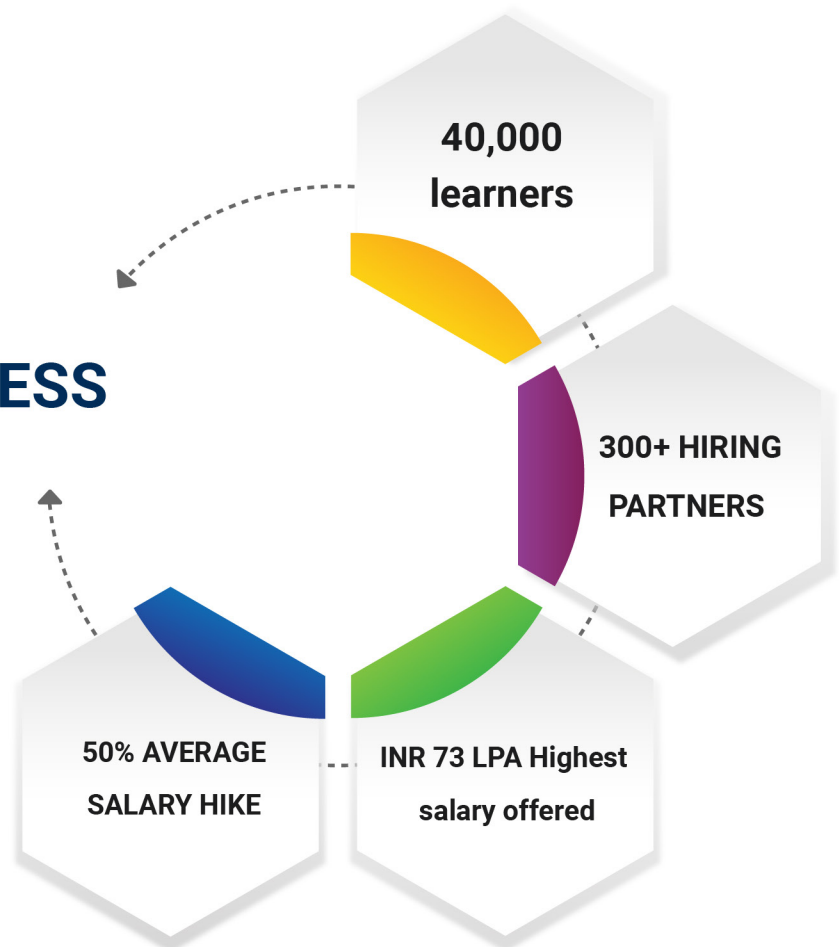 40,000
learners
ESS
300+ HIRING
PARTNERS
50% AVERAGE
SALARY HIKE
INR 73 LPA Highest
salary offered